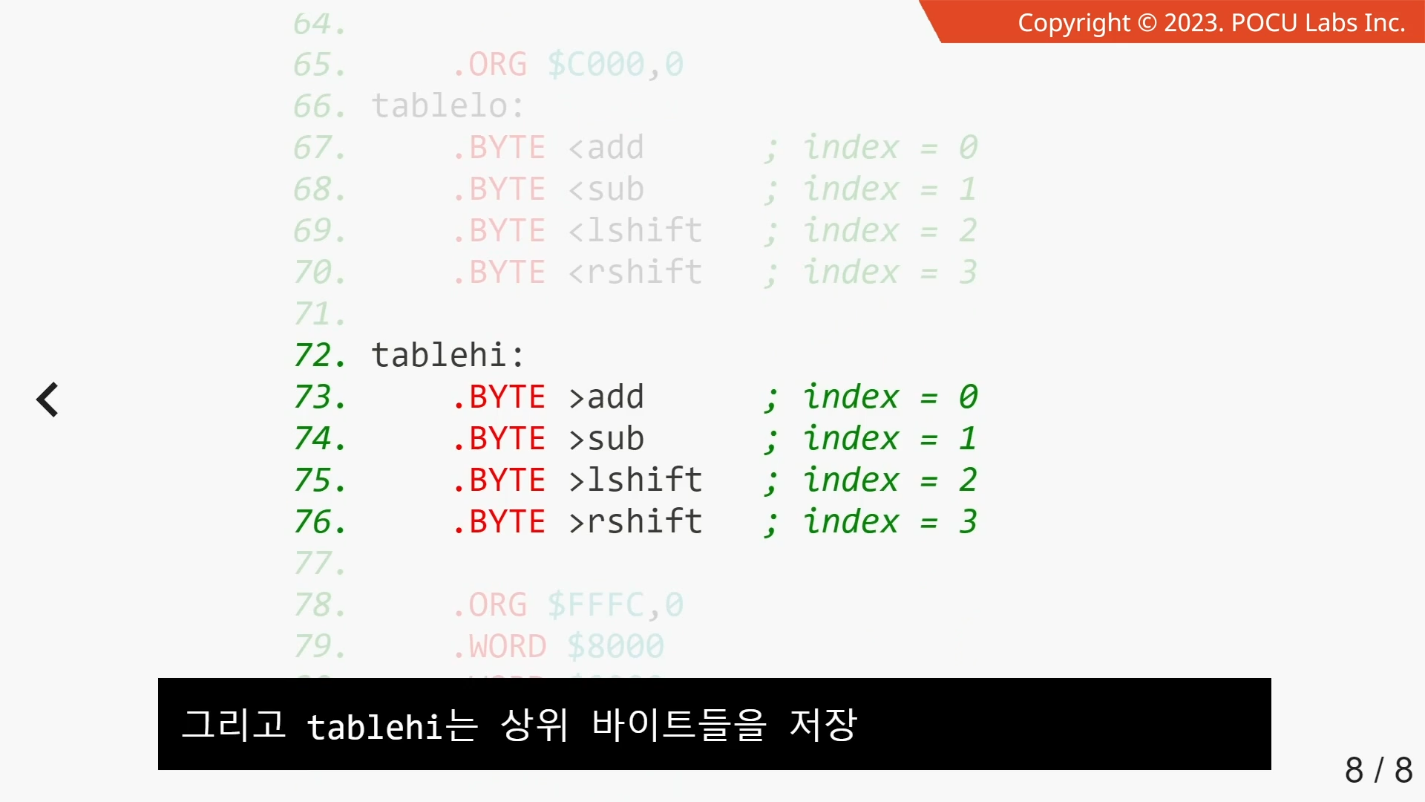 Copyright © 2023. POCU Labs Inc.
64.
65. .ORG $C000,0
66. tablelo:
67. .BYTE <add ; index = 0
68. .BYTE <sub ; index = 1
69. .BYTE <lshift ; index = 2
70. .BYTE <rshift ; index = 3
71.
72. tablehi:
73. .BYTE >add ; index = 0
74. .BYTE >sub ; index = 1
75. .BYTE >lshift ; index = 2
76. .BYTE >rshift ; index = 3
77.
78. .ORG $FFFC,0
79. .WORD $8000
그리고 tablehi는 상위 바이트들을 저장
8 / 8